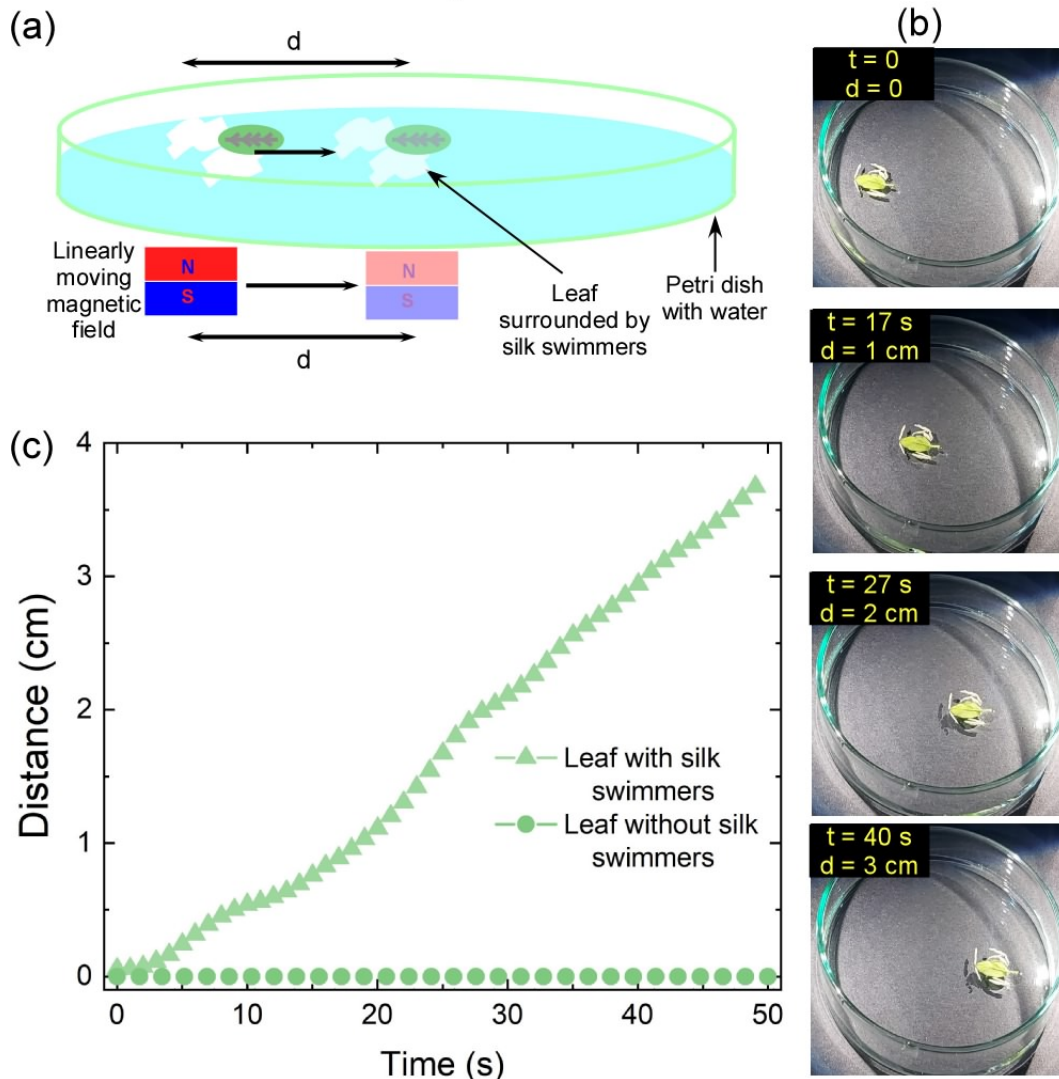 (a)
d
Linearly
moving
magnetic
field
N
S
N
S
d
Leaf
surrounded by
silk swimmers
Petri dish
with water
(b)
t = 0
d = 0
t = 17 s
d = 1 cm
t = 27 s
d = 2 cm
t = 40 s
d = 3 cm
(c)
4
3
2
1
0
Distance (cm)
Leaf with silk
swimmers
Leaf without silk
swimmers
0 10 20 30 40 50
Time (s)